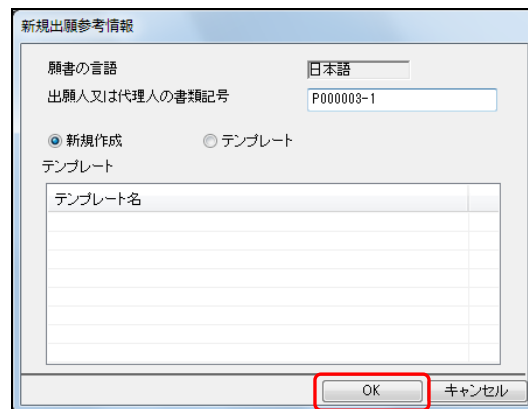 新規出願参考情報
願書の言語 日本語
出願人又は代理人の書類記号 P000003-1
新規作成 テンプレート
テンプレート
テンプレート名
OK キャンセル